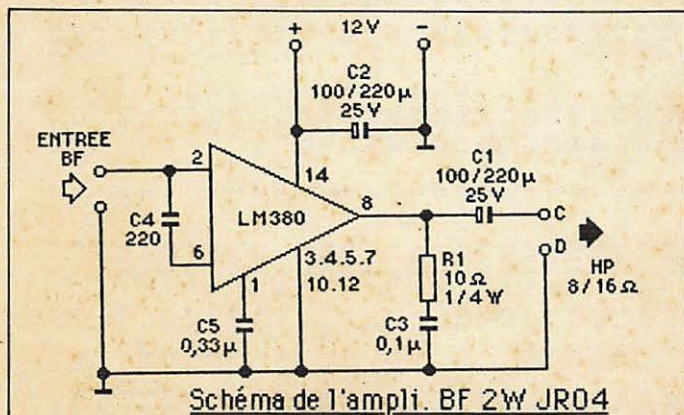 + 12V -
C2
100/220µ
25V
ENTREE
BF
2
14
C1
100/220µ
25V
8
C
C4
220
LM380
D
6
3.4.5.7
10.12
R1
10Ω
1/4W
HP
8/16Ω
1
C5
0,33µ
C3
0,1µ
Schéma de l'ampli. BF 2W JR04